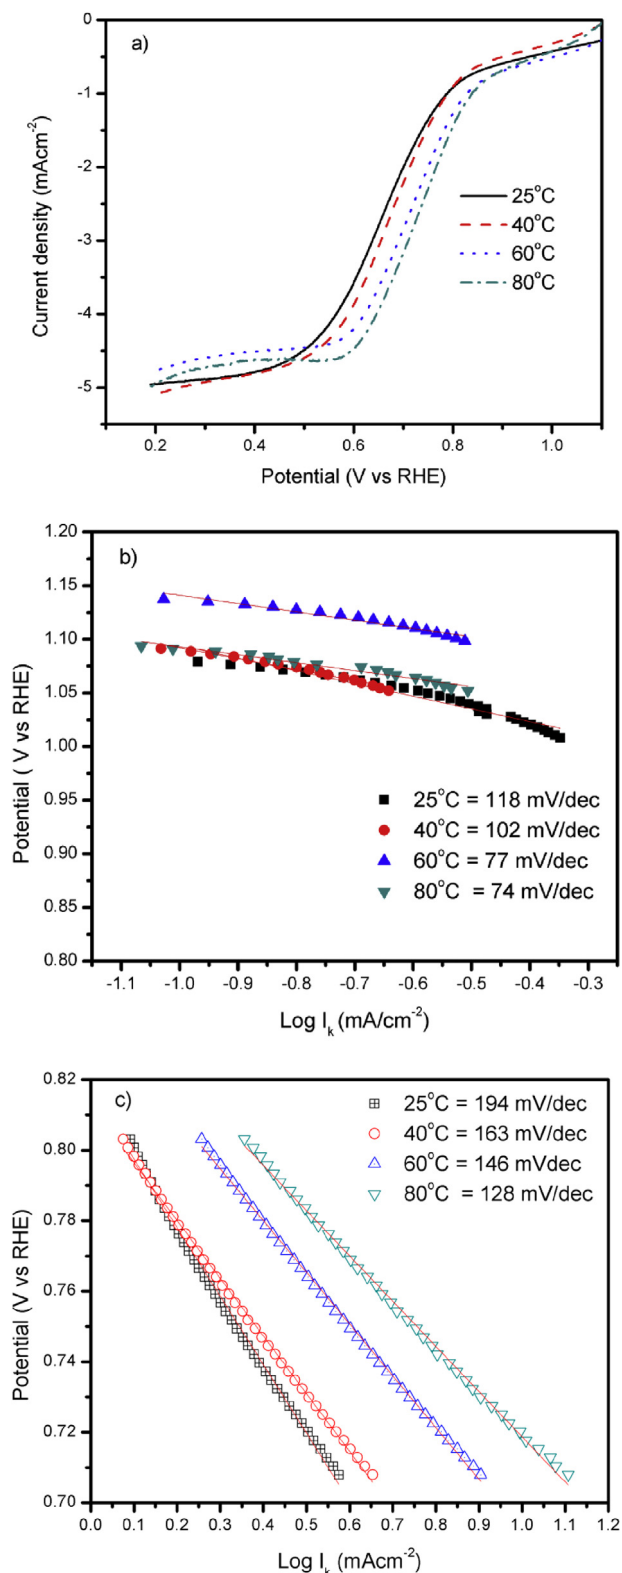 a)
0
-1
-2
-3
-4
-5
Current density (mAcm⁻²)
25°C
40°C
60°C
80°C
0.2 0.4 0.6 0.8 1.0
Potential (V vs RHE)
b)
1.20
1.15
1.10
1.05
1.00
0.95
0.90
0.85
0.80
Potential ( V vs RHE)
25°C = 118 mV/dec
40°C = 102 mV/dec
60°C = 77 mV/dec
80°C = 74 mV/dec
-1.1 -1.0 -0.9 -0.8 -0.7 -0.6 -0.5 -0.4 -0.3
Log Iₖ (mA/cm⁻²)
c)
0.82
0.80
0.78
0.76
0.74
0.72
0.70
Potential (V vs RHE)
25°C = 194 mV/dec
40°C = 163 mV/dec
60°C = 146 mVdec
80°C = 128 mV/dec
0.0 0.1 0.2 0.3 0.4 0.5 0.6 0.7 0.8 0.9 1.0 1.1 1.2
Log Iₖ (mAcm⁻²)